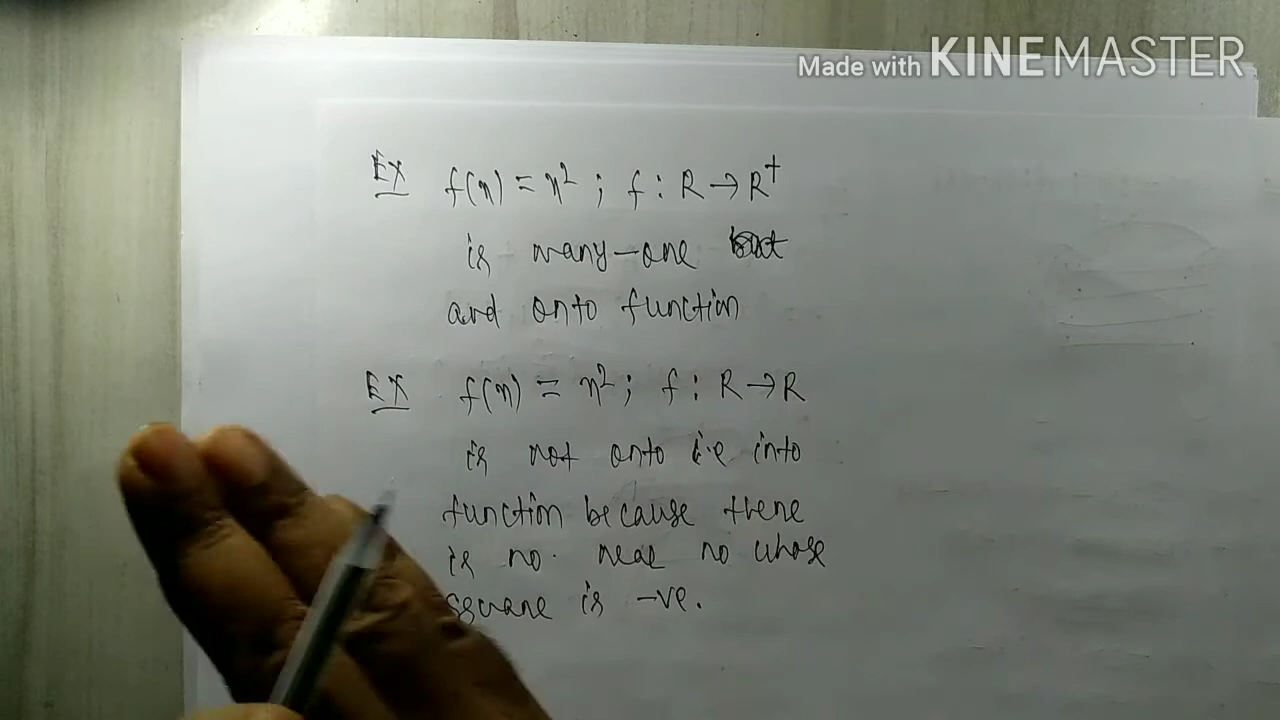 Made with KINEMASTER
Ex f(x) = x² ; f : R → R⁺
is many-one
and onto function
Ex f(x) = x² ; f : R → R
is not onto i.e into
function because there
is no. real no whose
square is -ve.